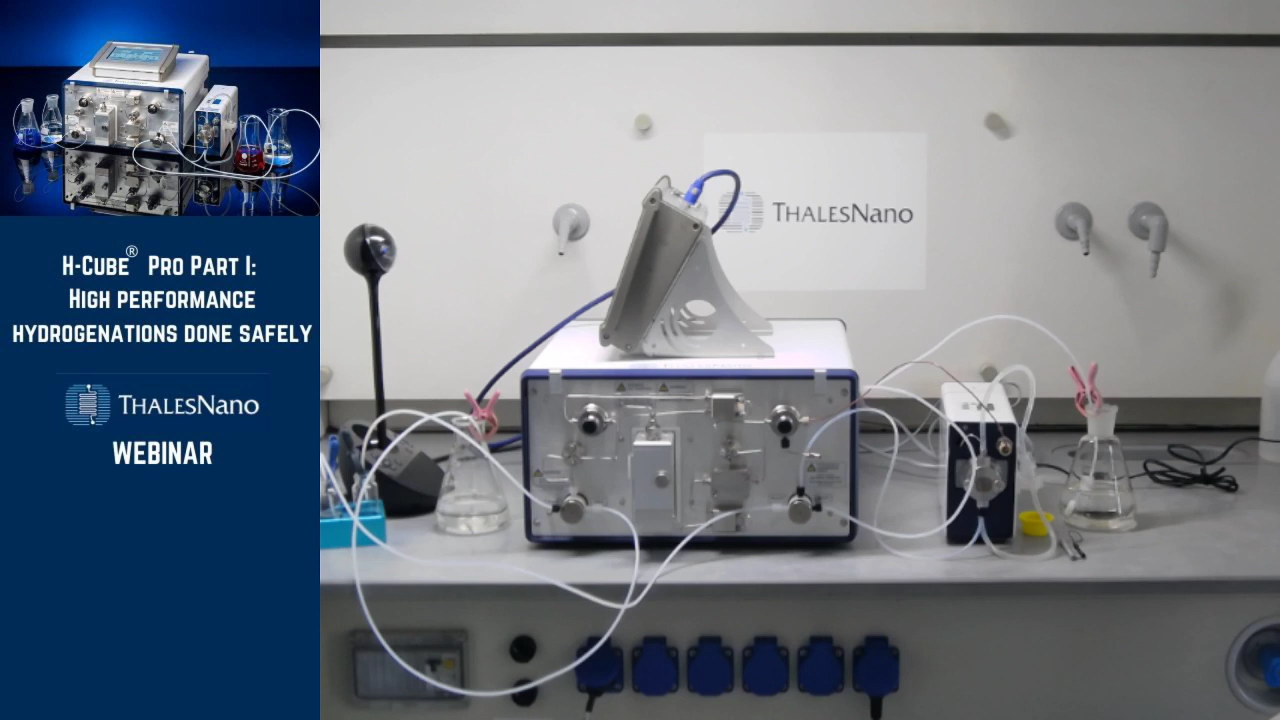 H-Cube® Pro Part I:
High performance
hydrogenations done safely
ThalesNano
WEBINAR
ThalesNano